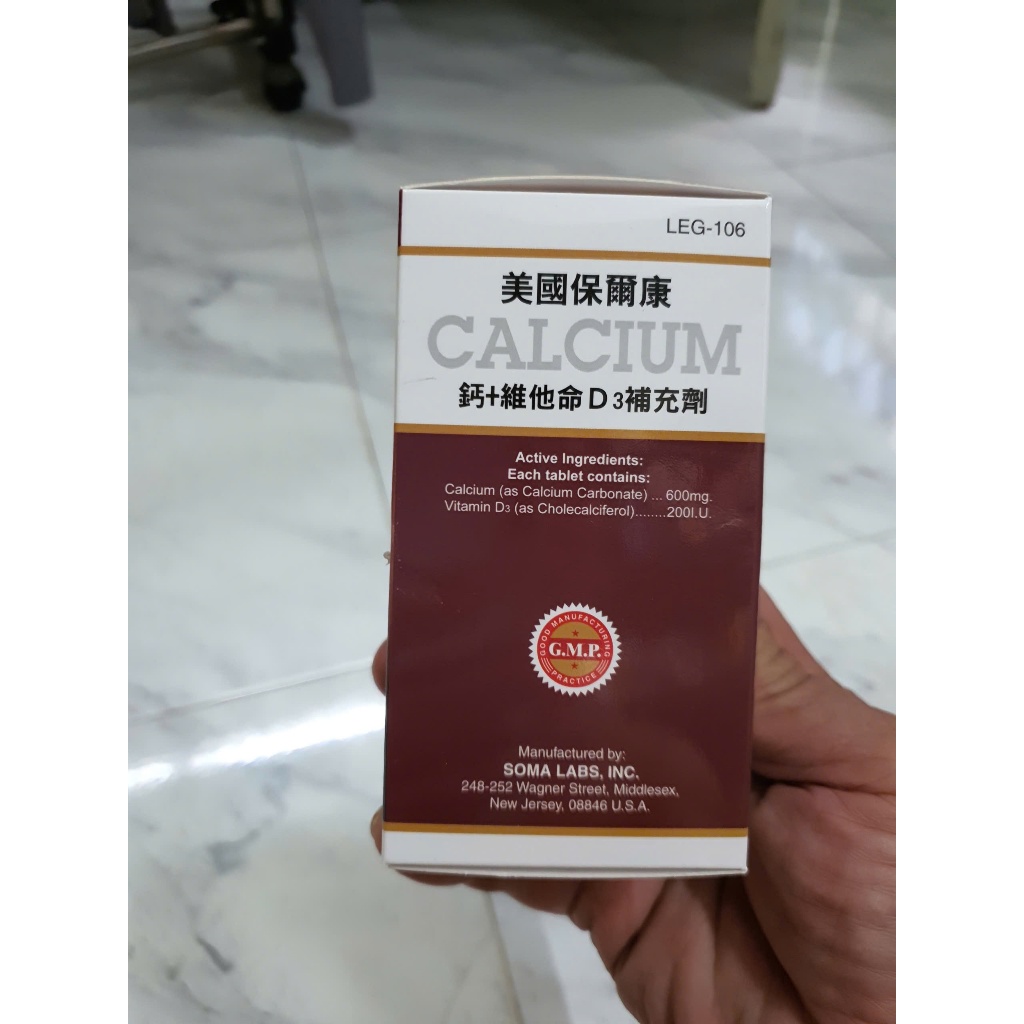 LEG-106
美國保爾康
CALCIUM
鈣+維他命D3補充劑
Active Ingredients:
Each tablet contains:
Calcium (as Calcium Carbonate) ... 600mg.
Vitamin D3 (as Cholecalciferol)........200I.U.
GOOD MANUFACTURING
G.M.P.
PRACTICE
Manufactured by:
SOMA LABS, INC.
248-252 Wagner Street, Middlesex,
New Jersey, 08846 U.S.A.